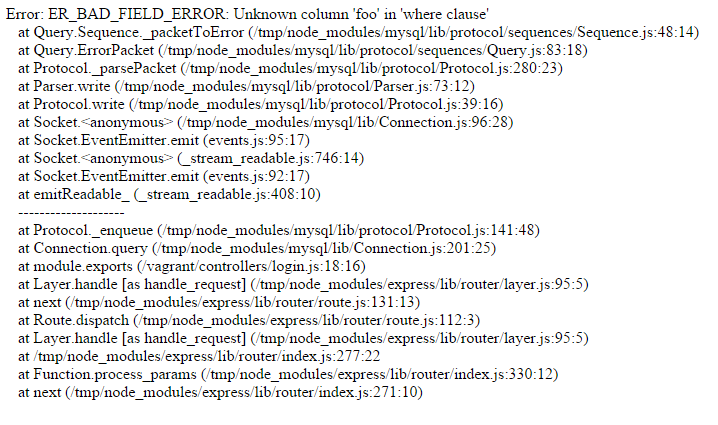 Error: ER_BAD_FIELD_ERROR: Unknown column 'foo' in 'where clause'
at Query.Sequence._packetToError (/tmp/node_modules/mysql/lib/protocol/sequences/Sequence.js:48:14)
at Query.ErrorPacket (/tmp/node_modules/mysql/lib/protocol/sequences/Query.js:83:18)
at Protocol._parsePacket (/tmp/node_modules/mysql/lib/protocol/Protocol.js:280:23)
at Parser.write (/tmp/node_modules/mysql/lib/protocol/Parser.js:73:12)
at Protocol.write (/tmp/node_modules/mysql/lib/protocol/Protocol.js:39:16)
at Socket.<anonymous> (/tmp/node_modules/mysql/lib/Connection.js:96:28)
at Socket.EventEmitter.emit (events.js:95:17)
at Socket.<anonymous> (_stream_readable.js:746:14)
at Socket.EventEmitter.emit (events.js:92:17)
at emitReadable_ (_stream_readable.js:408:10)
--------------------
at Protocol._enqueue (/tmp/node_modules/mysql/lib/protocol/Protocol.js:141:48)
at Connection.query (/tmp/node_modules/mysql/lib/Connection.js:201:25)
at module.exports (/vagrant/controllers/login.js:18:16)
at Layer.handle [as handle_request] (/tmp/node_modules/express/lib/router/layer.js:95:5)
at next (/tmp/node_modules/express/lib/router/route.js:131:13)
at Route.dispatch (/tmp/node_modules/express/lib/router/route.js:112:3)
at Layer.handle [as handle_request] (/tmp/node_modules/express/lib/router/layer.js:95:5)
at /tmp/node_modules/express/lib/router/index.js:277:22
at Function.process_params (/tmp/node_modules/express/lib/router/index.js:330:12)
at next (/tmp/node_modules/express/lib/router/index.js:271:10)